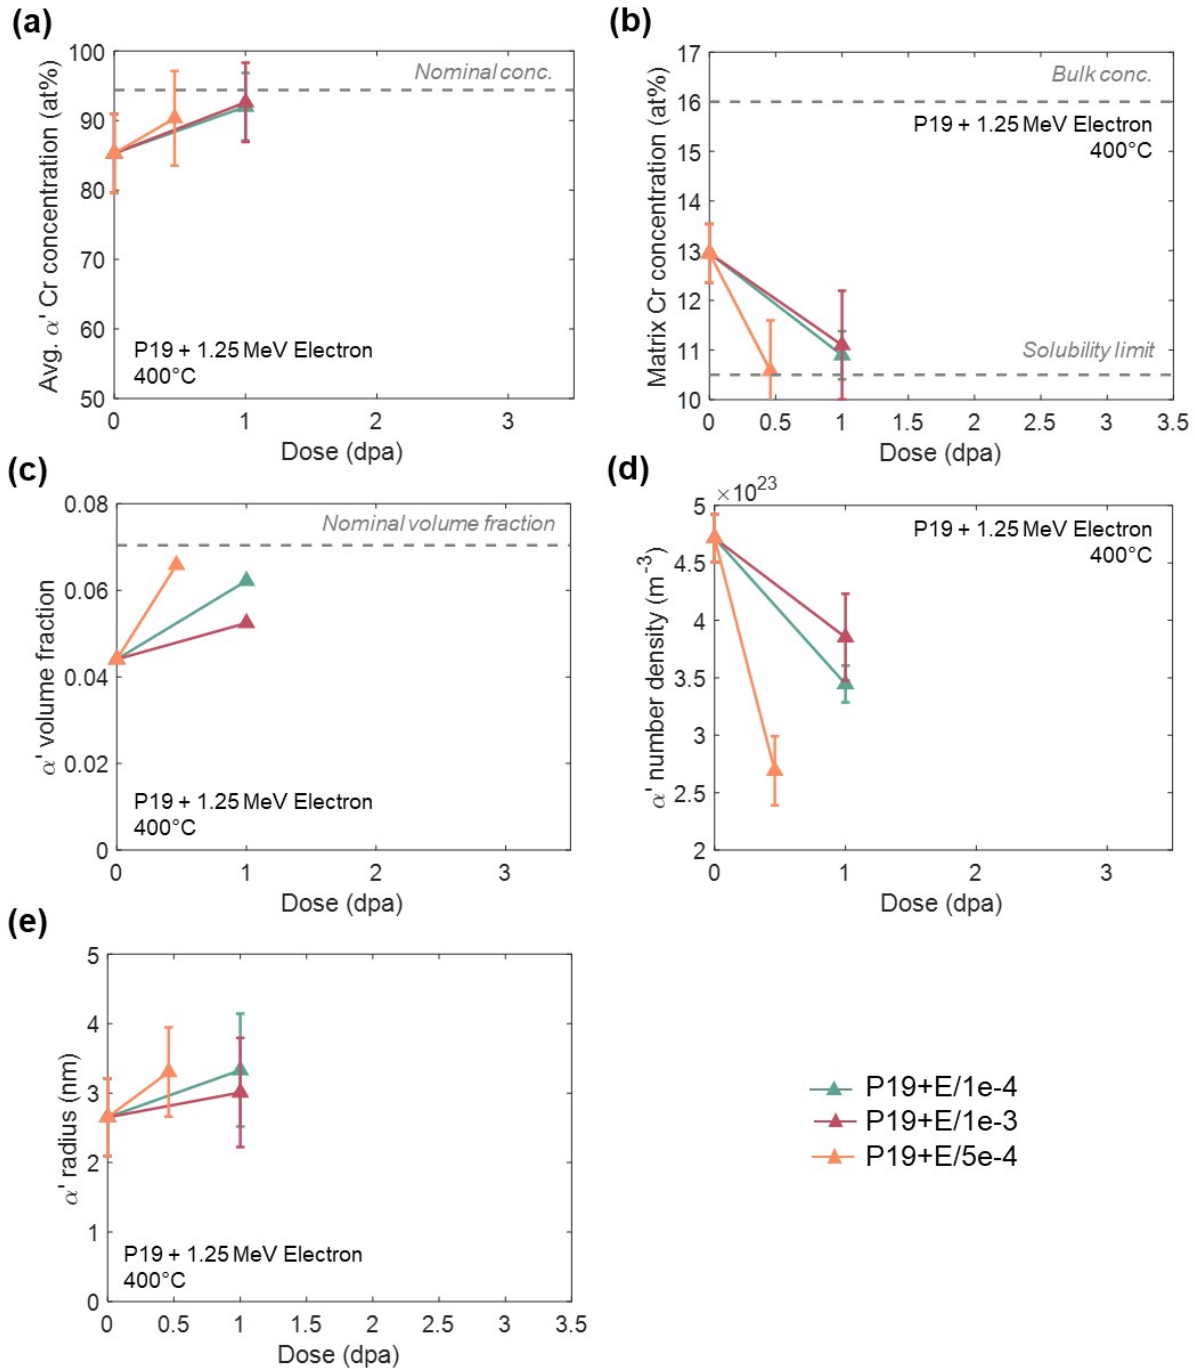 (a)
100
90
80
70
60
50
Avg. α' Cr concentration (at%)
Nominal conc.
P19 + 1.25 MeV Electron
400°C
0 1 2 3
Dose (dpa)
(b)
17
16
15
14
13
12
11
10
Matrix Cr concentration (at%)
Bulk conc.
P19 + 1.25 MeV Electron
400°C
Solubility limit
0 0.5 1 1.5 2 2.5 3 3.5
Dose (dpa)
(c)
0.08
0.06
0.04
0.02
0
α' volume fraction
Nominal volume fraction
P19 + 1.25 MeV Electron
400°C
0 1 2 3
Dose (dpa)
(d)
×10²³
5
4.5
4
3.5
3
2.5
2
α' number density (m⁻³)
P19 + 1.25 MeV Electron
400°C
0 1 2 3
Dose (dpa)
(e)
5
4
3
2
1
0
α' radius (nm)
P19 + 1.25 MeV Electron
400°C
0 0.5 1 1.5 2 2.5 3 3.5
Dose (dpa)
P19+E/1e-4
P19+E/1e-3
P19+E/5e-4